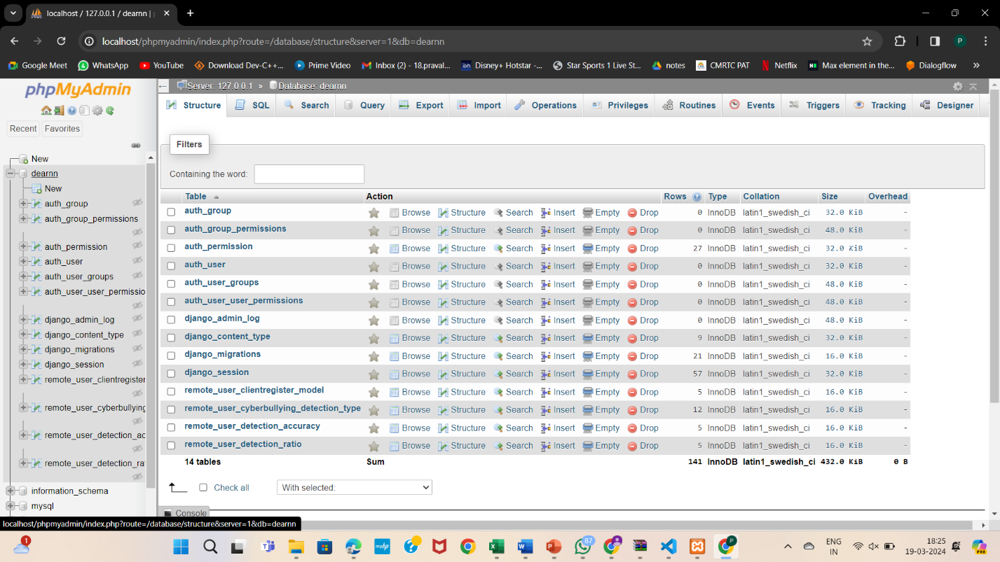 localhost / 127.0.0.1 / dearnn |
localhost/phpmyadmin/index.php?route=/database/structure&server=1&db=dearnn
P
Google Meet WhatsApp YouTube Download Dev-C++... Prime Video Inbox (2) - 18.praval... Disney+ Hotstar -... Star Sports 1 Live St... notes CMRTC PAT Netflix Max element in the... Dialogflow »
phpMyAdmin
Recent Favorites
New
dearnn
New
auth_group
auth_group_permissions
auth_permission
auth_user
auth_user_groups
auth_user_user_permissio
django_admin_log
django_content_type
django_migrations
django_session
remote_user_clientregister
remote_user_cyberbullying
remote_user_detection_ac
remote_user_detection_ra
information_schema
mysql
Server: 127.0.0.1 » Database: dearnn
Structure SQL Search Query Export Import Operations Privileges Routines Events Triggers Tracking Designer
Filters
Containing the word:
Table Action Rows Type Collation Size Overhead
auth_group Browse Structure Search Insert Empty Drop 0 InnoDB latin1_swedish_ci 32.0 KiB -
auth_group_permissions Browse Structure Search Insert Empty Drop 0 InnoDB latin1_swedish_ci 48.0 KiB -
auth_permission Browse Structure Search Insert Empty Drop 27 InnoDB latin1_swedish_ci 32.0 KiB -
auth_user Browse Structure Search Insert Empty Drop 0 InnoDB latin1_swedish_ci 32.0 KiB -
auth_user_groups Browse Structure Search Insert Empty Drop 0 InnoDB latin1_swedish_ci 48.0 KiB -
auth_user_user_permissions Browse Structure Search Insert Empty Drop 0 InnoDB latin1_swedish_ci 48.0 KiB -
django_admin_log Browse Structure Search Insert Empty Drop 0 InnoDB latin1_swedish_ci 48.0 KiB -
django_content_type Browse Structure Search Insert Empty Drop 9 InnoDB latin1_swedish_ci 32.0 KiB -
django_migrations Browse Structure Search Insert Empty Drop 21 InnoDB latin1_swedish_ci 16.0 KiB -
django_session Browse Structure Search Insert Empty Drop 57 InnoDB latin1_swedish_ci 32.0 KiB -
remote_user_clientregister_model Browse Structure Search Insert Empty Drop 5 InnoDB latin1_swedish_ci 16.0 KiB -
remote_user_cyberbullying_detection_type Browse Structure Search Insert Empty Drop 12 InnoDB latin1_swedish_ci 16.0 KiB -
remote_user_detection_accuracy Browse Structure Search Insert Empty Drop 5 InnoDB latin1_swedish_ci 16.0 KiB -
remote_user_detection_ratio Browse Structure Search Insert Empty Drop 5 InnoDB latin1_swedish_ci 16.0 KiB -
14 tables Sum 141 InnoDB latin1_swedish_ci 432.0 KiB 0 B
Check all With selected:
Console
localhost/phpmyadmin/index.php?route=/database/structure&server=1&db=dearnn
1 myhp 87 P ENG 18:25
IN 19-03-2024 PRE